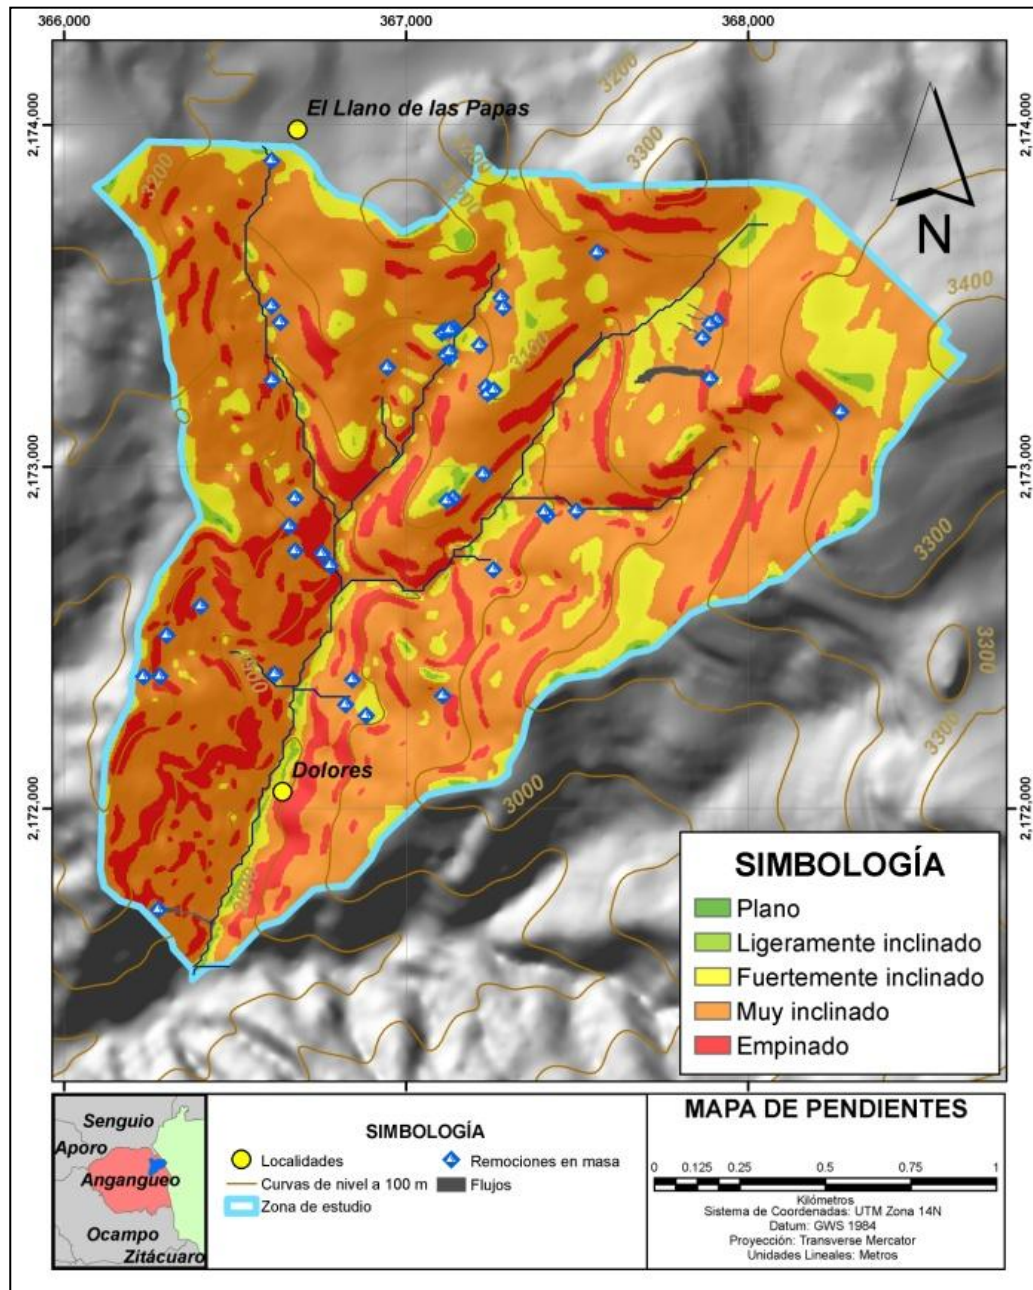 366,000
367,000
368,000
2,174,000
2,174,000
El Llano de las Papas
3200
3300
3200
3200
3400
3100
2,173,000
2,173,000
3300
3300
3300
Dolores
2,172,000
2,172,000
3000
3000
SIMBOLOGÍA
Plano
Ligeramente inclinado
Fuertemente inclinado
Muy inclinado
Empinado
N
Senguio
Aporo
Angangueo
Ocampo
Zitácuaro
SIMBOLOGÍA
Localidades
Remociones en masa
Curvas de nivel a 100 m
Flujos
Zona de estudio
MAPA DE PENDIENTES
0 0.125 0.25 0.5 0.75 1
Kilómetros
Sistema de Coordenadas: UTM Zona 14N
Datum: GWS 1984
Proyección: Transverse Mercator
Unidades Lineales: Metros